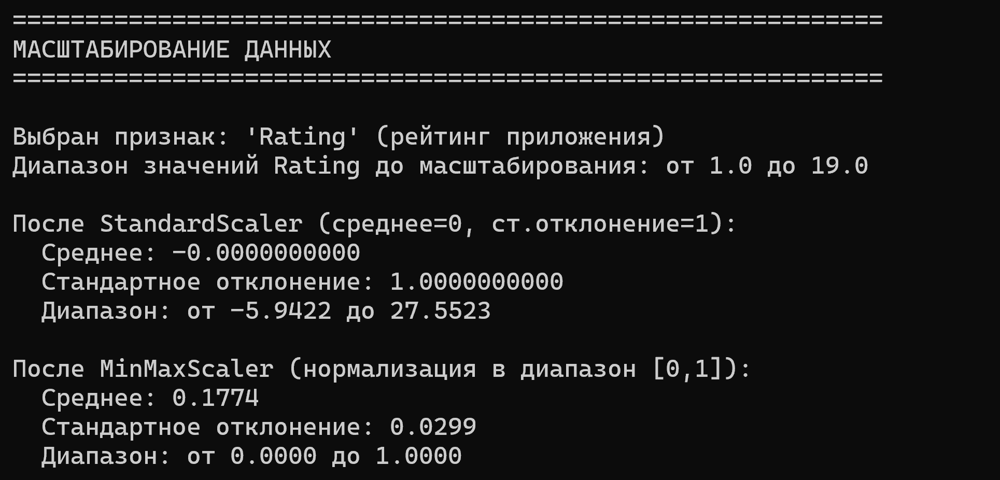 ============================================================
МАСШТАБИРОВАНИЕ ДАННЫХ
============================================================
Выбран признак: 'Rating' (рейтинг приложения)
Диапазон значений Rating до масштабирования: от 1.0 до 19.0
После StandardScaler (среднее=0, ст.отклонение=1):
Среднее: -0.0000000000
Стандартное отклонение: 1.0000000000
Диапазон: от -5.9422 до 27.5523
После MinMaxScaler (нормализация в диапазон [0,1]):
Среднее: 0.1774
Стандартное отклонение: 0.0299
Диапазон: от 0.0000 до 1.0000